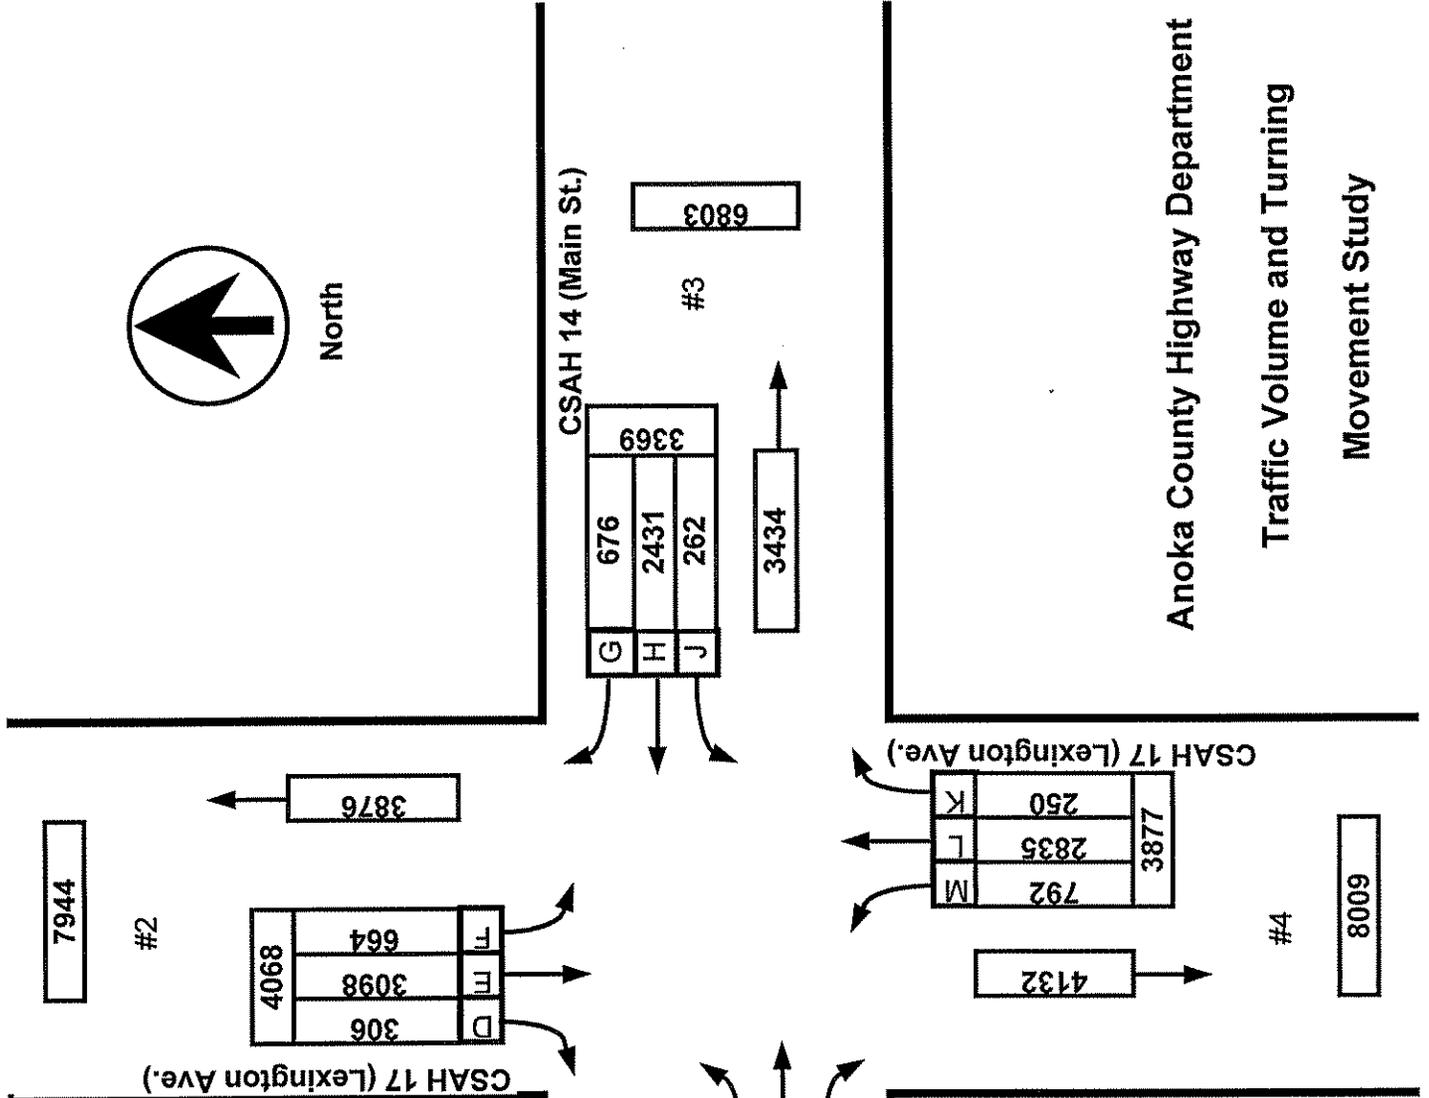 Anoka County Highway Department
Traffic Volume and Turning
Movement Study
North
CSAH 14 (Main St.)
6803
#3
3369
676
2431
262
G
H
J
3434
CSAH 17 (Lexington Ave.)
K
L
M
250
2835
792
3877
4132
#4
8009
7944
#2
3876
4068
664
3098
306
F
E
D
CSAH 17 (Lexington Ave.)